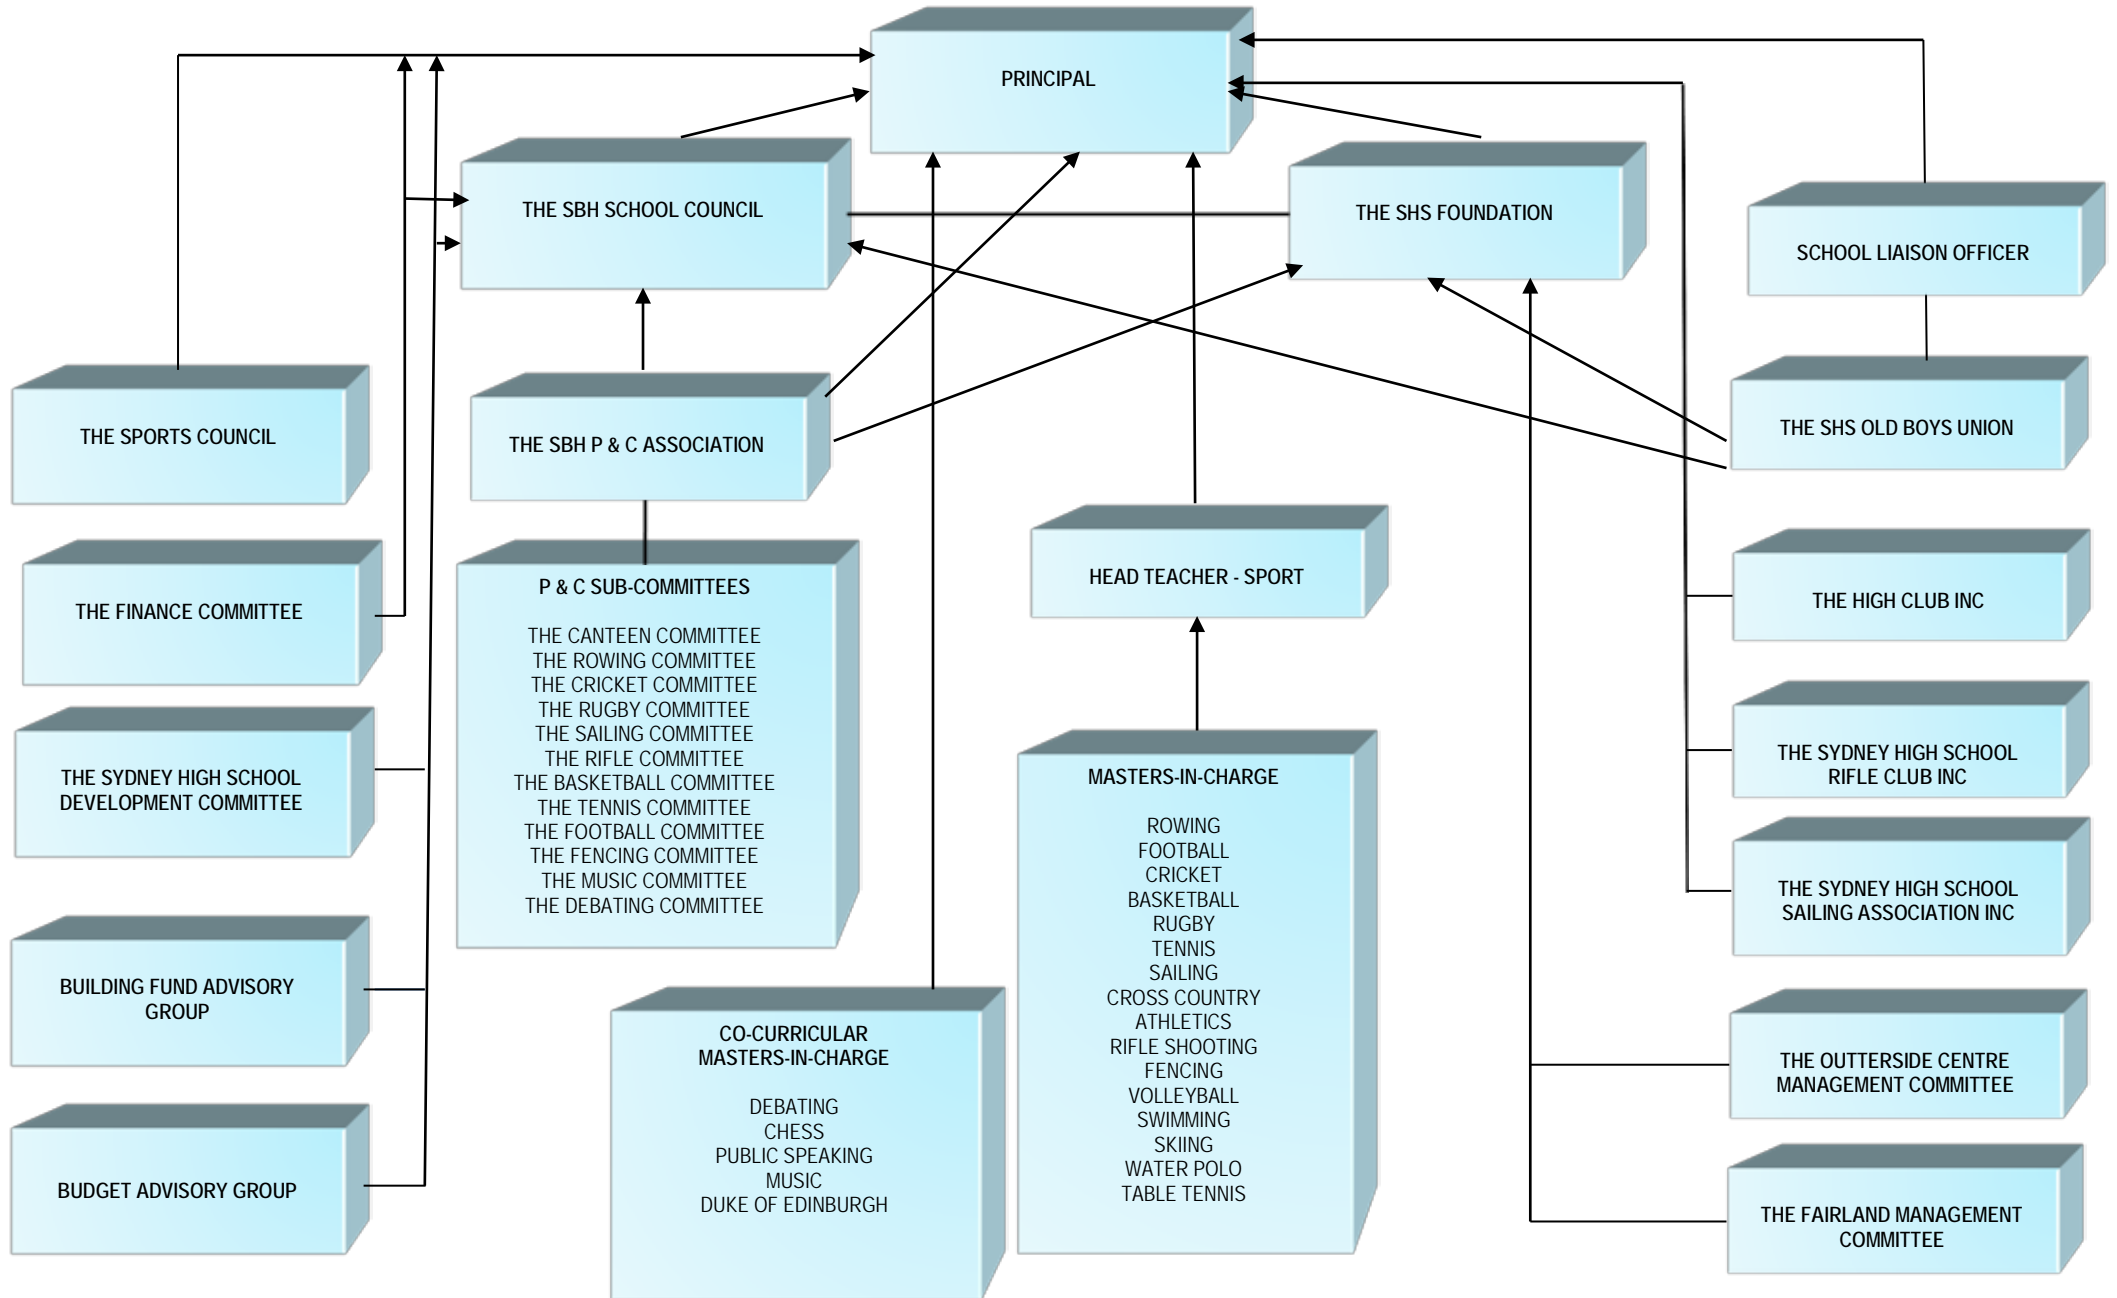 PRINCIPAL
THE SBH SCHOOL COUNCIL
THE SHS FOUNDATION
SCHOOL LIAISON OFFICER
THE SPORTS COUNCIL
THE SBH P & C ASSOCIATION
THE SHS OLD BOYS UNION
THE FINANCE COMMITTEE
P & C SUB-COMMITTEES
THE CANTEEN COMMITTEE
THE ROWING COMMITTEE
THE CRICKET COMMITTEE
THE RUGBY COMMITTEE
THE SAILING COMMITTEE
THE RIFLE COMMITTEE
THE BASKETBALL COMMITTEE
THE TENNIS COMMITTEE
THE FOOTBALL COMMITTEE
THE FENCING COMMITTEE
THE MUSIC COMMITTEE
THE DEBATING COMMITTEE
HEAD TEACHER - SPORT
THE HIGH CLUB INC
THE SYDNEY HIGH SCHOOL
DEVELOPMENT COMMITTEE
MASTERS-IN-CHARGE
ROWING
FOOTBALL
CRICKET
BASKETBALL
RUGBY
TENNIS
SAILING
CROSS COUNTRY
ATHLETICS
RIFLE SHOOTING
FENCING
VOLLEYBALL
SWIMMING
SKIING
WATER POLO
TABLE TENNIS
THE SYDNEY HIGH SCHOOL
RIFLE CLUB INC
THE SYDNEY HIGH SCHOOL
SAILING ASSOCIATION INC
BUILDING FUND ADVISORY
GROUP
CO-CURRICULAR
MASTERS-IN-CHARGE
DEBATING
CHESS
PUBLIC SPEAKING
MUSIC
DUKE OF EDINBURGH
THE OUTTERSIDE CENTRE
MANAGEMENT COMMITTEE
BUDGET ADVISORY GROUP
THE FAIRLAND MANAGEMENT
COMMITTEE